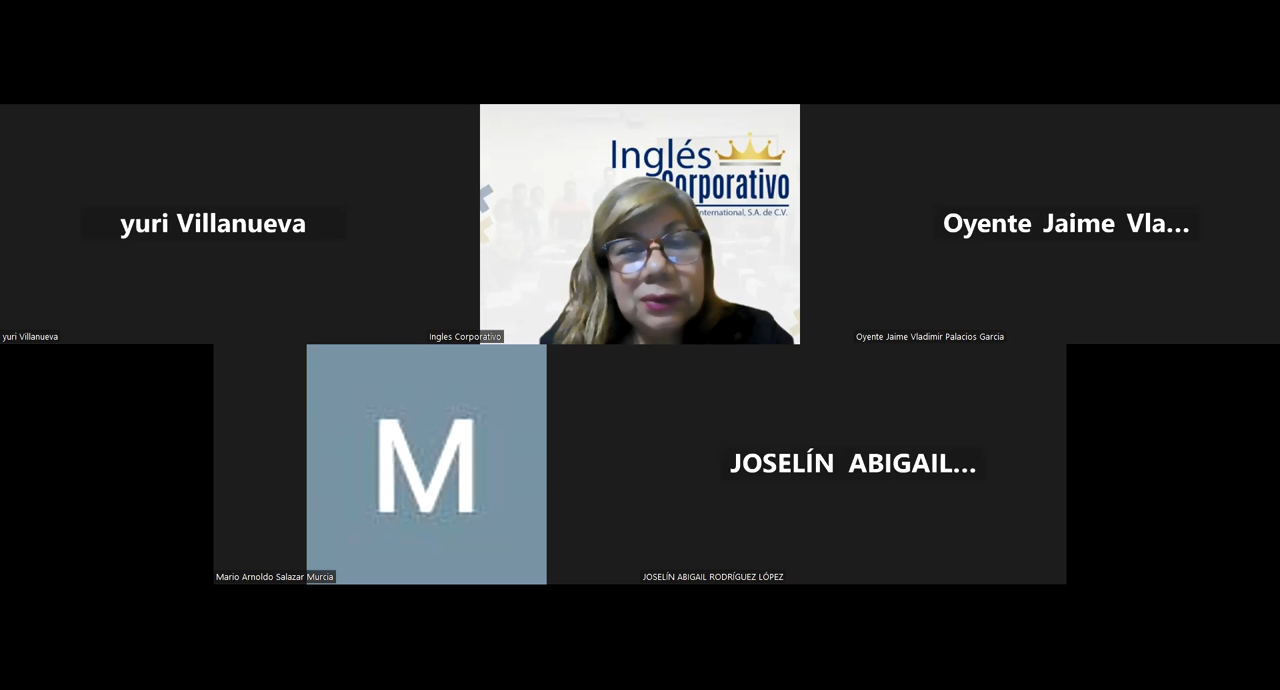 yuri Villanueva
yuri Villanueva
Inglés
Corporativo
International, S.A. de C.V.
Ingles Corporativo
Oyente Jaime Vla...
Oyente Jaime Vladimir Palacios Garcia
M
Mario Arnoldo Salazar Murcia
JOSELÍN ABIGAIL...
JOSELÍN ABIGAIL RODRÍGUEZ LÓPEZ